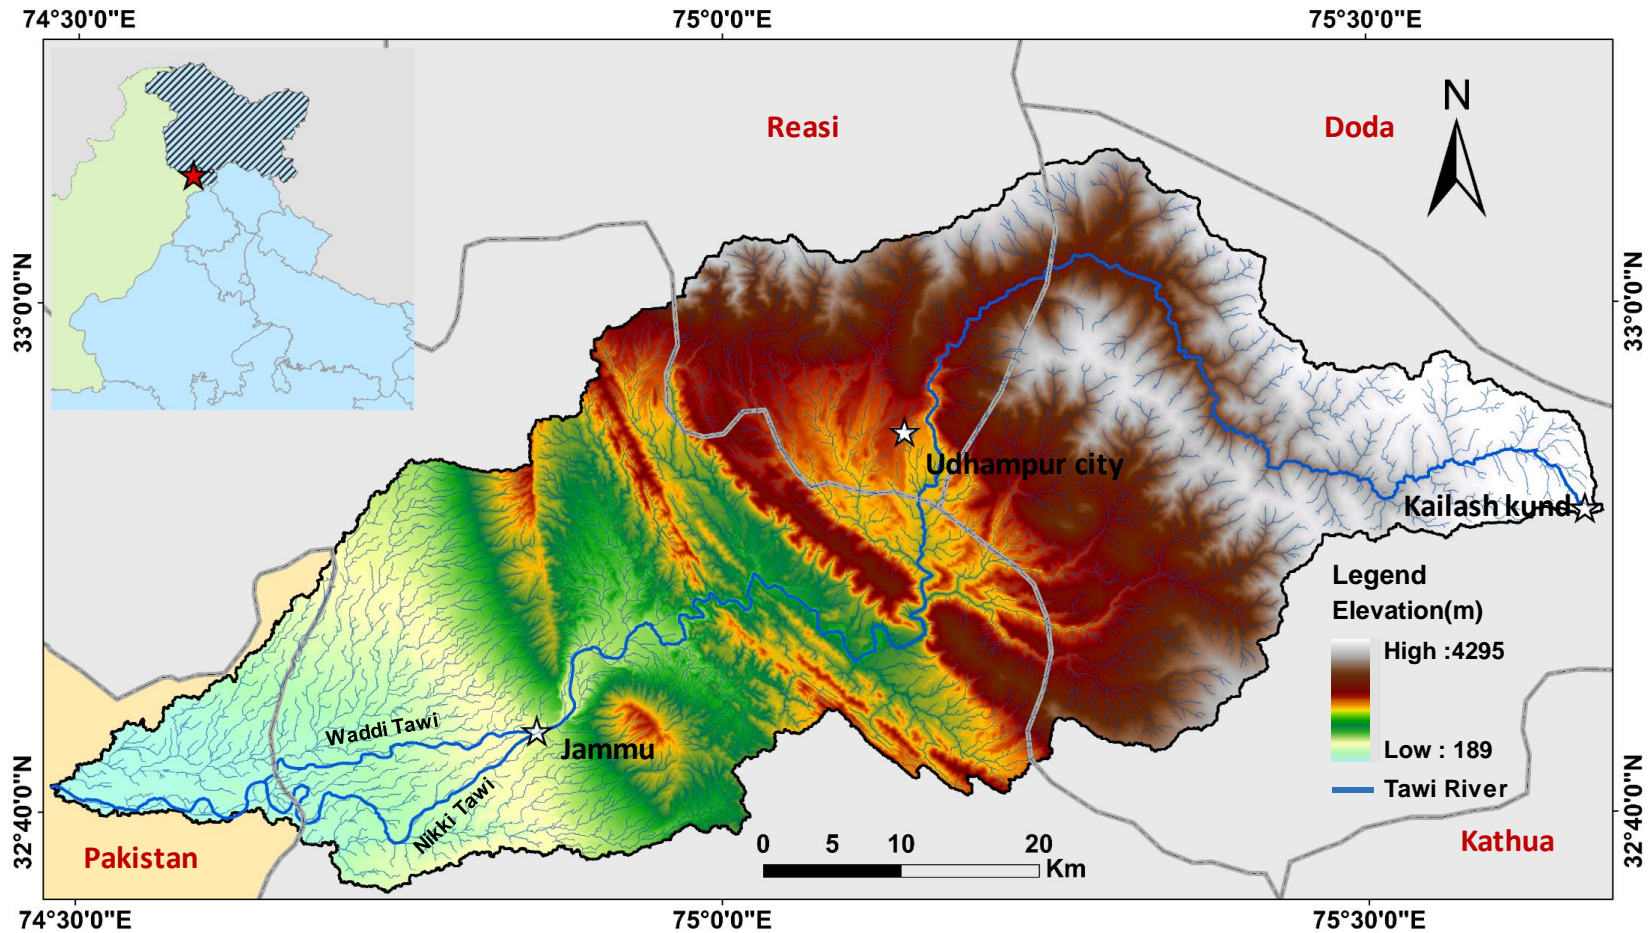 74°30'0"E
75°0'0"E
75°30'0"E
N
Reasi
Doda
33°0'0"N
33°0'0"N
Udhampur city
Kailash kund
Legend
Elevation(m)
High :4295
Low : 189
Tawi River
Waddi Tawi
Jammu
Nikki Tawi
32°40'0"N
32°40'0"N
Pakistan
Kathua
0 5 10 20
Km
74°30'0"E
75°0'0"E
75°30'0"E